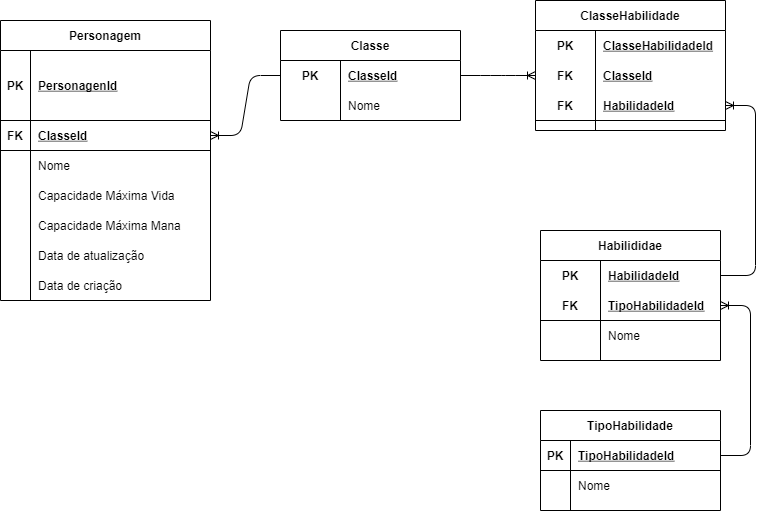 Personagem
PK PersonagenId
FK ClasseId
Nome
Capacidade Máxima Vida
Capacidade Máxima Mana
Data de atualização
Data de criação
Classe
PK ClasseId
Nome
ClasseHabilidade
PK ClasseHabilidadeId
FK ClasseId
FK HabilidadeId
Habilididae
PK HabilidadeId
FK TipoHabilidadeId
Nome
TipoHabilidade
PK TipoHabilidadeId
Nome